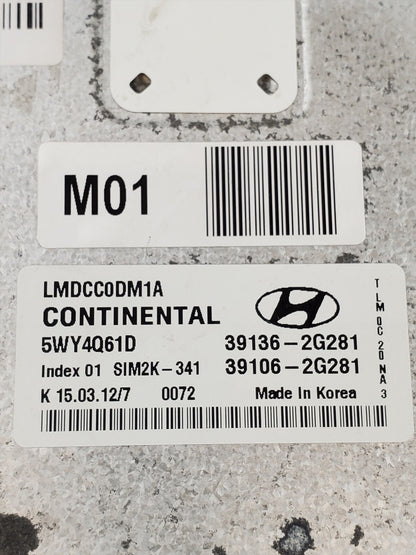 M01
LMDCC0DM1A
CONTINENTAL
5WY4Q61D 39136-2G281
Index 01 SIM2K-341 39106-2G281
K 15.03.12/7 0072 Made In Korea
TLM0C20NA3